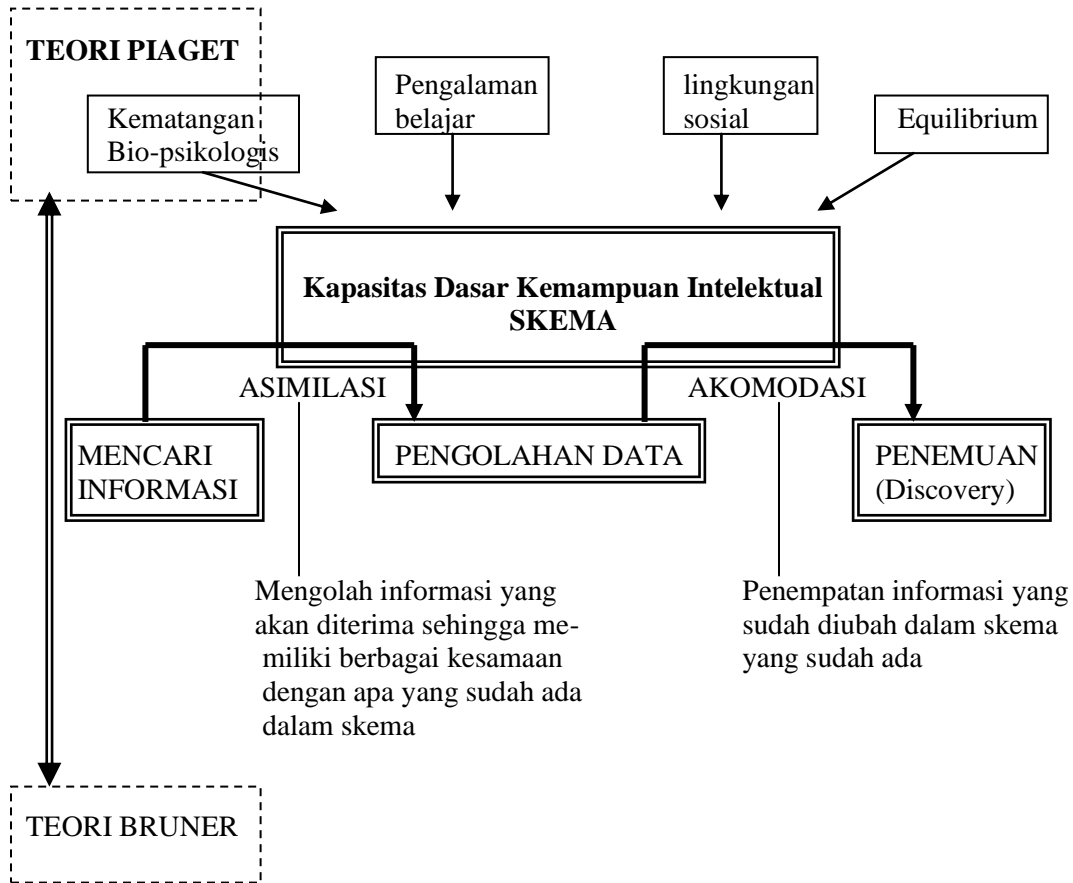 TEORI PIAGET
Kematangan
Bio-psikologis
Pengalaman
belajar
lingkungan
sosial
Equilibrium
Kapasitas Dasar Kemampuan Intelektual
SKEMA
ASIMILASI
AKOMODASI
MENCARI
INFORMASI
PENGOLAHAN DATA
PENEMUAN
(Discovery)
Mengolah informasi yang
akan diterima sehingga me-
miliki berbagai kesamaan
dengan apa yang sudah ada
dalam skema
Penempatan informasi yang
sudah diubah dalam skema
yang sudah ada
TEORI BRUNER